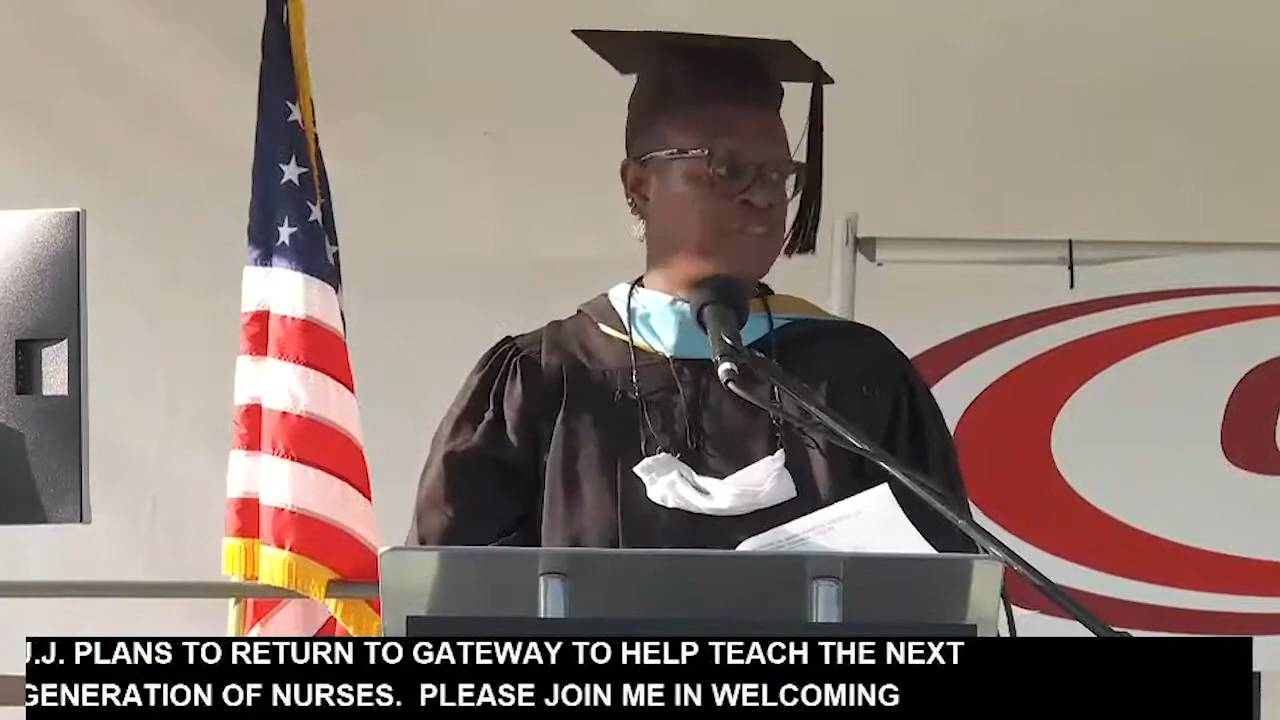 J.J. PLANS TO RETURN TO GATEWAY TO HELP TEACH THE NEXT
GENERATION OF NURSES.  PLEASE JOIN ME IN WELCOMING